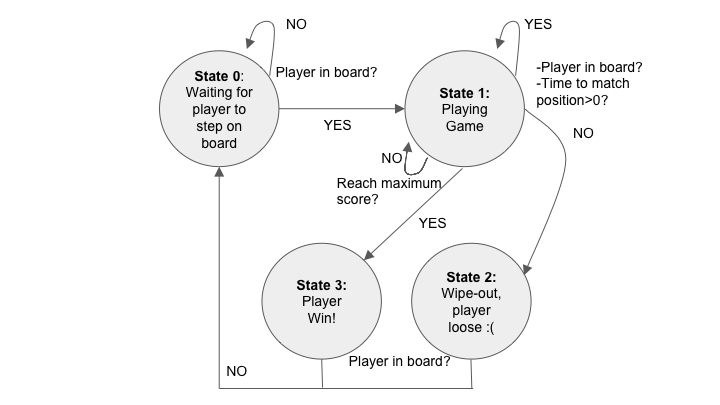 NO
YES
State 0:
Waiting for
player to
step on
board
Player in board?
YES
State 1:
Playing
Game
-Player in board?
-Time to match
position>0?
NO
NO
Reach maximum
score?
YES
State 3:
Player
Win!
State 2:
Wipe-out,
player
loose :(
Player in board?
NO